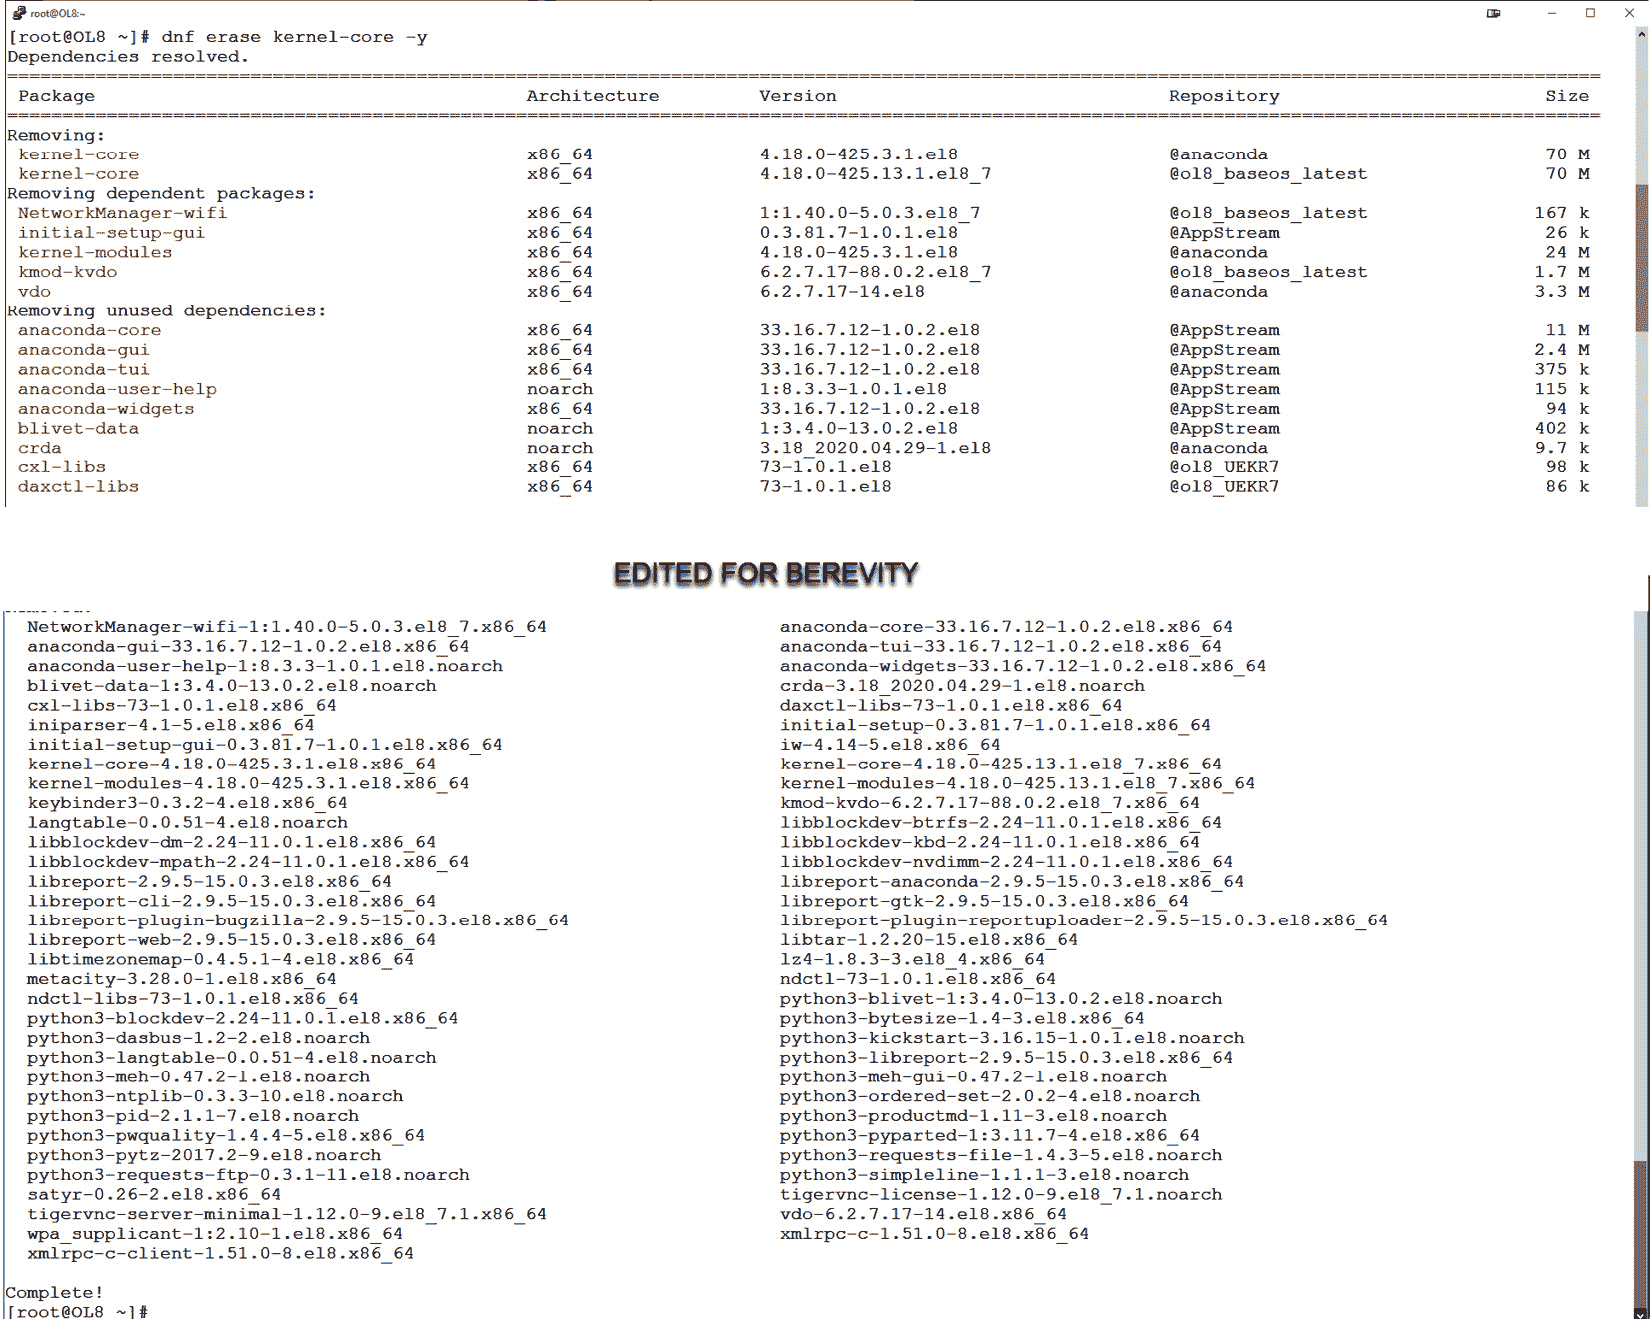 root@OL8:~
[root@OL8 ~]# dnf erase kernel-core -y
Dependencies resolved.
Package Architecture Version Repository Size
Removing:
kernel-core x86_64 4.18.0-425.3.1.el8 @anaconda 70 M
kernel-core x86_64 4.18.0-425.13.1.el8_7 @ol8_baseos_latest 70 M
Removing dependent packages:
NetworkManager-wifi x86_64 1:1.40.0-5.0.3.el8_7 @ol8_baseos_latest 167 k
initial-setup-gui x86_64 0.3.81.7-1.0.1.el8 @AppStream 26 k
kernel-modules x86_64 4.18.0-425.3.1.el8 @anaconda 24 M
kmod-kvdo x86_64 6.2.7.17-88.0.2.el8_7 @ol8_baseos_latest 1.7 M
vdo x86_64 6.2.7.17-14.el8 @anaconda 3.3 M
Removing unused dependencies:
anaconda-core x86_64 33.16.7.12-1.0.2.el8 @AppStream 11 M
anaconda-gui x86_64 33.16.7.12-1.0.2.el8 @AppStream 2.4 M
anaconda-tui x86_64 33.16.7.12-1.0.2.el8 @AppStream 375 k
anaconda-user-help noarch 1:8.3.3-1.0.1.el8 @AppStream 115 k
anaconda-widgets x86_64 33.16.7.12-1.0.2.el8 @AppStream 94 k
blivet-data noarch 1:3.4.0-13.0.2.el8 @AppStream 402 k
crda noarch 3.18_2020.04.29-1.el8 @anaconda 9.7 k
cxl-libs x86_64 73-1.0.1.el8 @ol8_UEKR7 98 k
daxctl-libs x86_64 73-1.0.1.el8 @ol8_UEKR7 86 k
EDITED FOR BEREVITY
NetworkManager-wifi-1:1.40.0-5.0.3.el8_7.x86_64 anaconda-core-33.16.7.12-1.0.2.el8.x86_64
anaconda-gui-33.16.7.12-1.0.2.el8.x86_64 anaconda-tui-33.16.7.12-1.0.2.el8.x86_64
anaconda-user-help-1:8.3.3-1.0.1.el8.noarch anaconda-widgets-33.16.7.12-1.0.2.el8.x86_64
blivet-data-1:3.4.0-13.0.2.el8.noarch crda-3.18_2020.04.29-1.el8.noarch
cxl-libs-73-1.0.1.el8.x86_64 daxctl-libs-73-1.0.1.el8.x86_64
iniparser-4.1-5.el8.x86_64 initial-setup-0.3.81.7-1.0.1.el8.x86_64
initial-setup-gui-0.3.81.7-1.0.1.el8.x86_64 iw-4.14-5.el8.x86_64
kernel-core-4.18.0-425.3.1.el8.x86_64 kernel-core-4.18.0-425.13.1.el8_7.x86_64
kernel-modules-4.18.0-425.3.1.el8.x86_64 kernel-modules-4.18.0-425.13.1.el8_7.x86_64
keybinder3-0.3.2-4.el8.x86_64 kmod-kvdo-6.2.7.17-88.0.2.el8_7.x86_64
langtable-0.0.51-4.el8.noarch libblockdev-btrfs-2.24-11.0.1.el8.x86_64
libblockdev-dm-2.24-11.0.1.el8.x86_64 libblockdev-kbd-2.24-11.0.1.el8.x86_64
libblockdev-mpath-2.24-11.0.1.el8.x86_64 libblockdev-nvdimm-2.24-11.0.1.el8.x86_64
libreport-2.9.5-15.0.3.el8.x86_64 libreport-anaconda-2.9.5-15.0.3.el8.x86_64
libreport-cli-2.9.5-15.0.3.el8.x86_64 libreport-gtk-2.9.5-15.0.3.el8.x86_64
libreport-plugin-bugzilla-2.9.5-15.0.3.el8.x86_64 libreport-plugin-reportuploader-2.9.5-15.0.3.el8.x86_64
libreport-web-2.9.5-15.0.3.el8.x86_64 libtar-1.2.20-15.el8.x86_64
libtimezonemap-0.4.5.1-4.el8.x86_64 lz4-1.8.3-3.el8_4.x86_64
metacity-3.28.0-1.el8.x86_64 ndctl-73-1.0.1.el8.x86_64
ndctl-libs-73-1.0.1.el8.x86_64 python3-blivet-1:3.4.0-13.0.2.el8.noarch
python3-blockdev-2.24-11.0.1.el8.x86_64 python3-bytesize-1.4-3.el8.x86_64
python3-dasbus-1.2-2.el8.noarch python3-kickstart-3.16.15-1.0.1.el8.noarch
python3-langtable-0.0.51-4.el8.noarch python3-libreport-2.9.5-15.0.3.el8.x86_64
python3-meh-0.47.2-1.el8.noarch python3-meh-gui-0.47.2-1.el8.noarch
python3-ntplib-0.3.3-10.el8.noarch python3-ordered-set-2.0.2-4.el8.noarch
python3-pid-2.1.1-7.el8.noarch python3-productmd-1.11-3.el8.noarch
python3-pwquality-1.4.4-5.el8.x86_64 python3-pyparted-1:3.11.7-4.el8.x86_64
python3-pytz-2017.2-9.el8.noarch python3-requests-file-1.4.3-5.el8.noarch
python3-requests-ftp-0.3.1-11.el8.noarch python3-simpleline-1.1.1-3.el8.noarch
satyr-0.26-2.el8.x86_64 tigervnc-license-1.12.0-9.el8_7.1.noarch
tigervnc-server-minimal-1.12.0-9.el8_7.1.x86_64 vdo-6.2.7.17-14.el8.x86_64
wpa_supplicant-1:2.10-1.el8.x86_64 xmlrpc-c-1.51.0-8.el8.x86_64
xmlrpc-c-client-1.51.0-8.el8.x86_64
Complete!
[root@OL8 ~]#